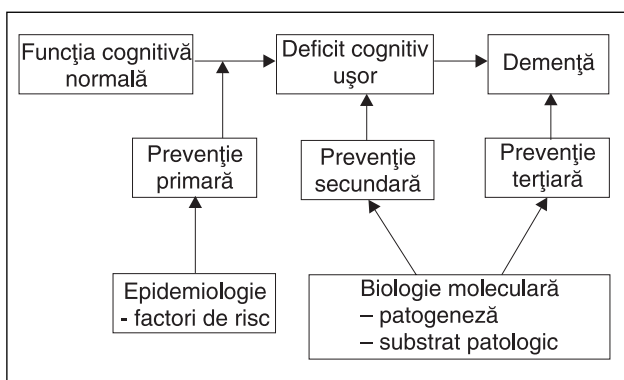 Funcţia cognitivă
normală
Deficit cognitiv
uşor
Demenţă
Prevenţie
primară
Prevenţie
secundară
Prevenţie
terţiară
Epidemiologie
- factori de risc
Biologie moleculară
– patogeneză
– substrat patologic